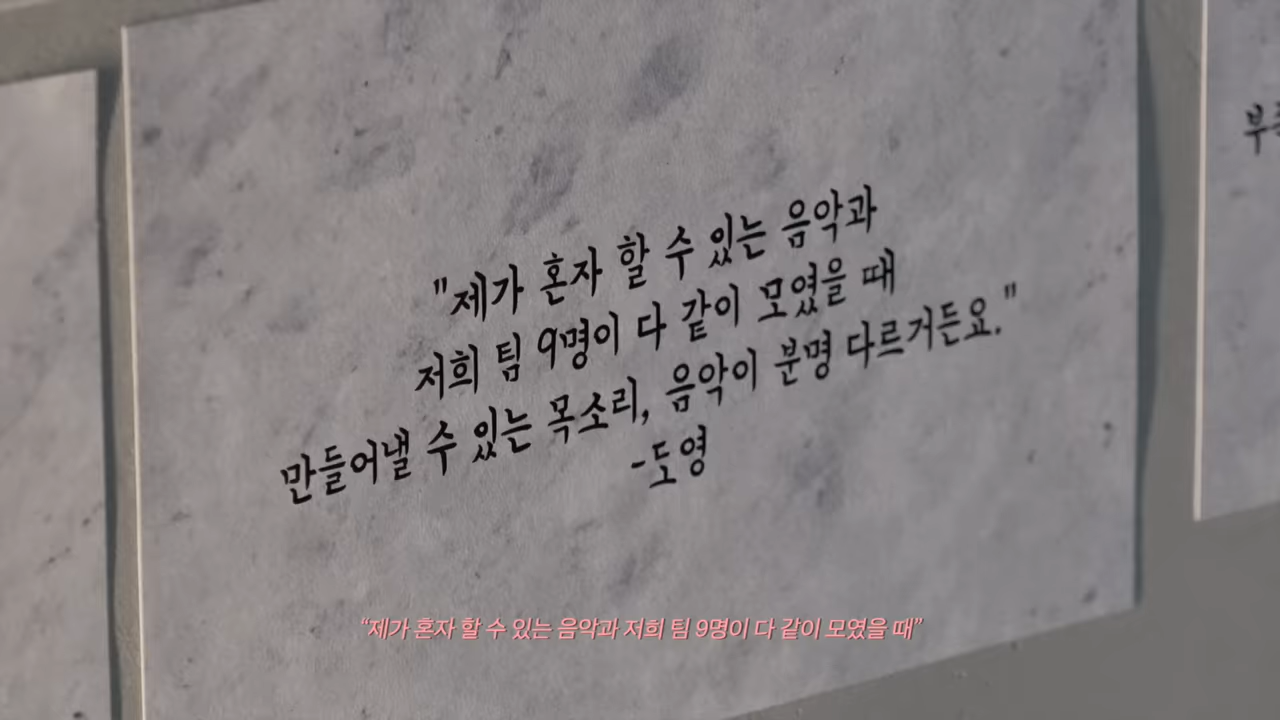 "제가 혼자 할 수 있는 음악과
저희 팀 9명이 다 같이 모였을 때
만들어낼 수 있는 목소리, 음악이 분명 다르거든요."
-도영
“제가 혼자 할 수 있는 음악과 저희 팀 9명이 다 같이 모였을 때”